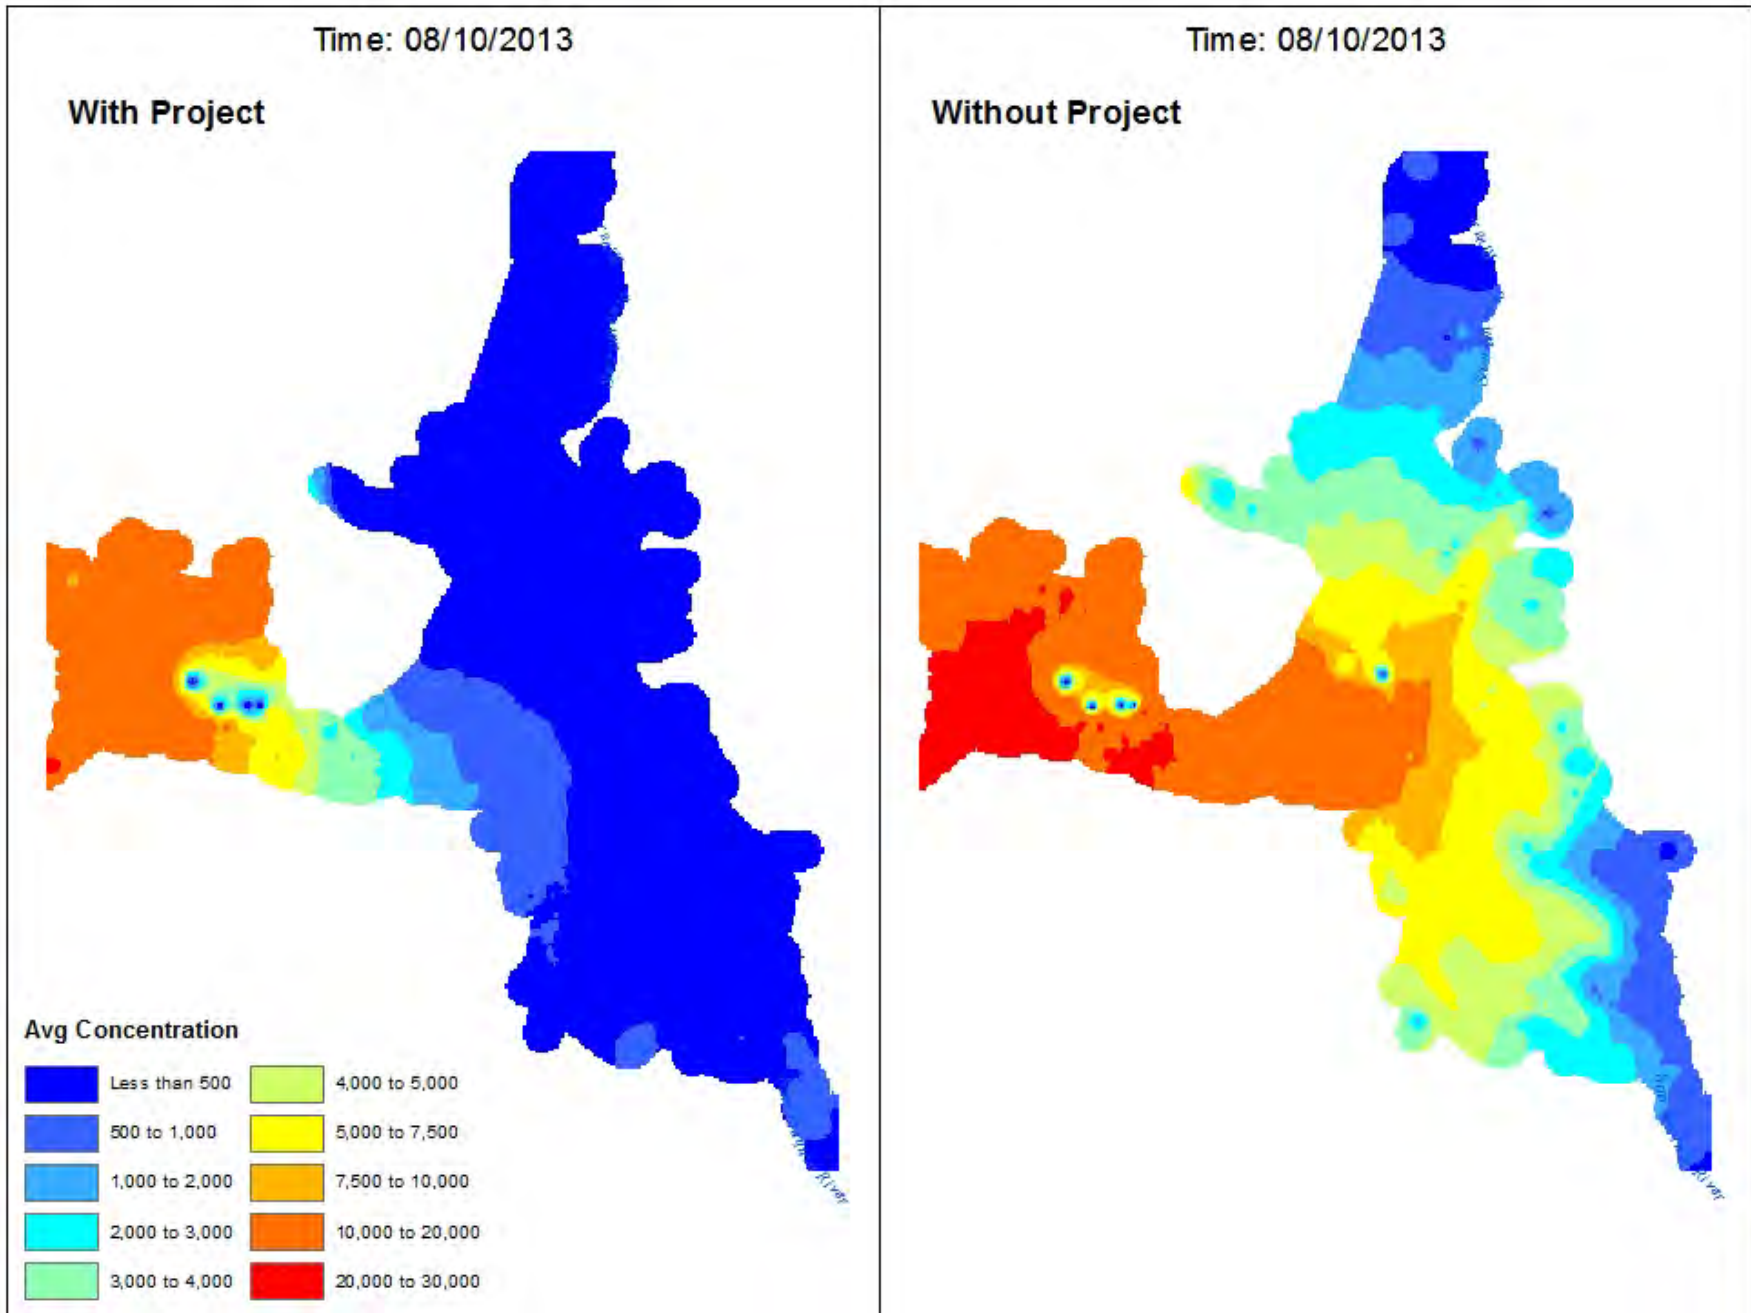 Time: 08/10/2013
With Project
Avg Concentration
Less than 500
500 to 1,000
1,000 to 2,000
2,000 to 3,000
3,000 to 4,000
4,000 to 5,000
5,000 to 7,500
7,500 to 10,000
10,000 to 20,000
20,000 to 30,000
River
Time: 08/10/2013
Without Project
River